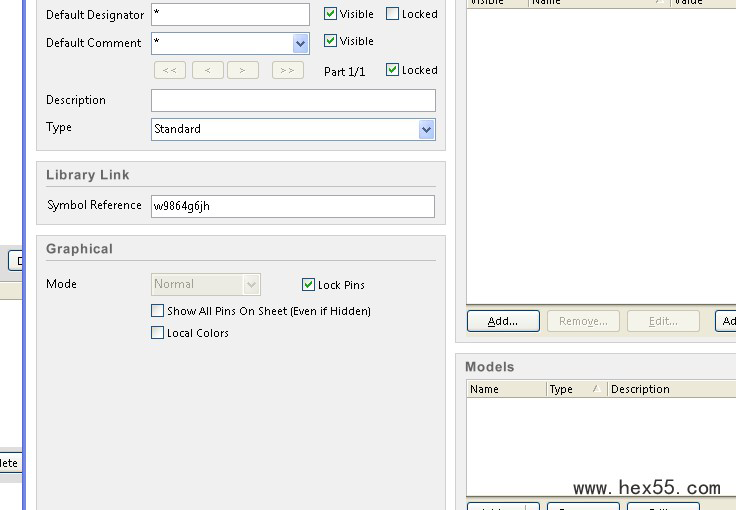 Visible Name Value
Default Designator * Visible Locked
Default Comment * Visible
<< < > >> Part 1/1 Locked
Description
Type Standard
Library Link
Symbol Reference w9864g6jh
Graphical
Mode Normal Lock Pins
Show All Pins On Sheet (Even if Hidden)
Local Colors
Add... Remove... Edit... Ad
Models
Name Type Description
lete
www.hex55.com